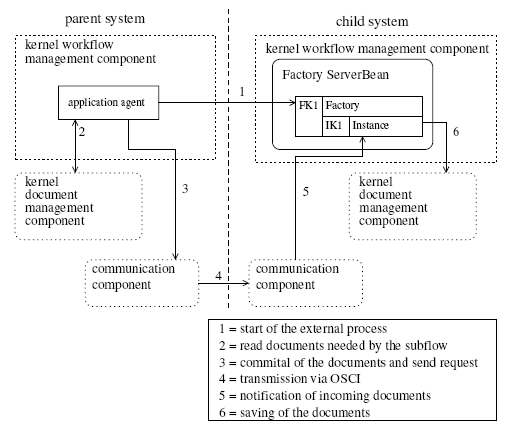 parent system
child system
kernel workflow
management component
kernel workflow management component
Factory ServerBean
application agent
1
FK1
Factory
IK1
Instance
2
6
kernel
document
management
component
3
5
kernel
document
management
component
communication
component
4
communication
component
1 = start of the external process
2 = read documents needed by the subflow
3 = commital of the documents and send request
4 = transmission via OSCI
5 = notification of incoming documents
6 = saving of the documents